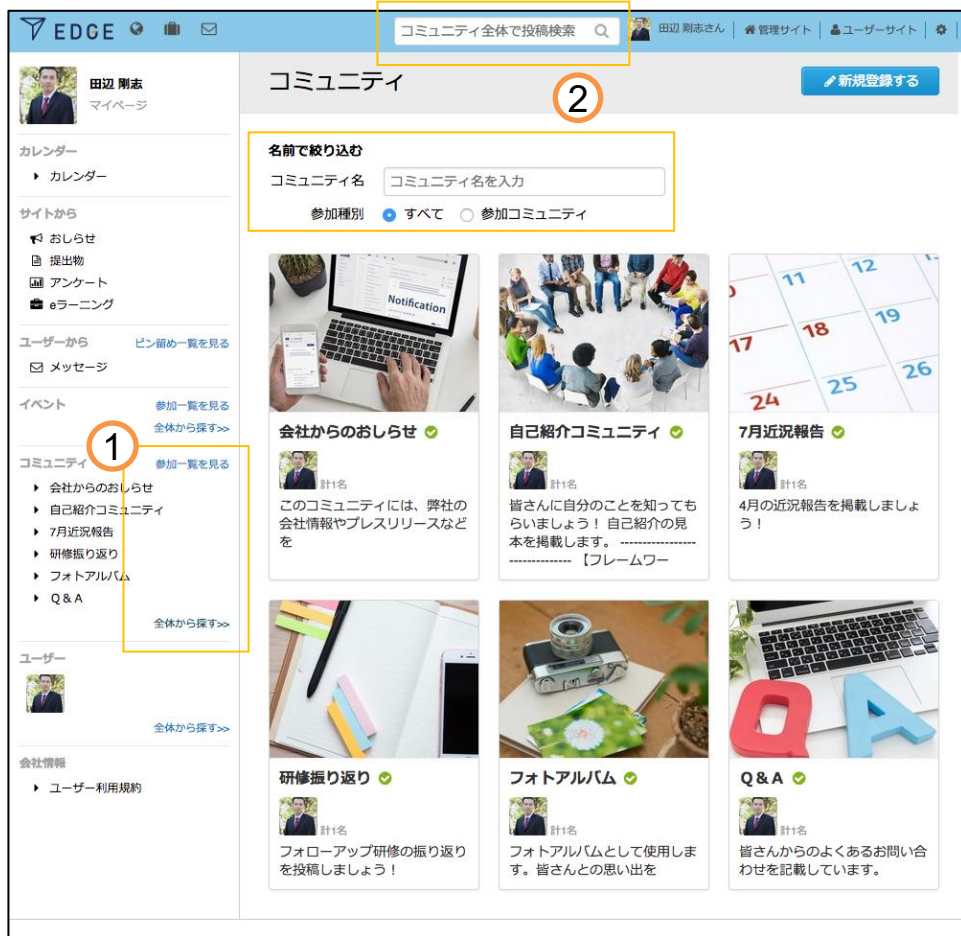 EDGE
コミュニティ全体で投稿検索
田辺 剛志さん
管理サイト
ユーザーサイト
田辺 剛志
マイページ
カレンダー
カレンダー
サイトから
おしらせ
提出物
アンケート
eラーニング
ユーザーから ピン留め一覧を見る
メッセージ
イベント 参加一覧を見る
全体から探す>>
1
コミュニティ 参加一覧を見る
会社からのおしらせ
自己紹介コミュニティ
7月近況報告
研修振り返り
フォトアルバム
Q&A
全体から探す>>
ユーザー
全体から探す>>
会社情報
ユーザー利用規約
コミュニティ
新規登録する
2
名前で絞り込む
コミュニティ名 コミュニティ名を入力
参加種別 すべて 参加コミュニティ
Notification
11 12
17 18 19
24 25 26
会社からのおしらせ
計1名
このコミュニティには、弊社の
会社情報やプレスリリースなど
を
自己紹介コミュニティ
計1名
皆さんに自分のことを知っても
らいましょう！ 自己紹介の見
本を掲載します。 -----------------
-------------- 【フレームワー
7月近況報告
計1名
4月の近況報告を掲載しましょ
う！
Q A
研修振り返り
計1名
フォローアップ研修の振り返り
を投稿しましょう！
フォトアルバム
計1名
フォトアルバムとして使用しま
す。皆さんとの思い出を
Q&A
計1名
皆さんからのよくあるお問い合
わせを記載しています。